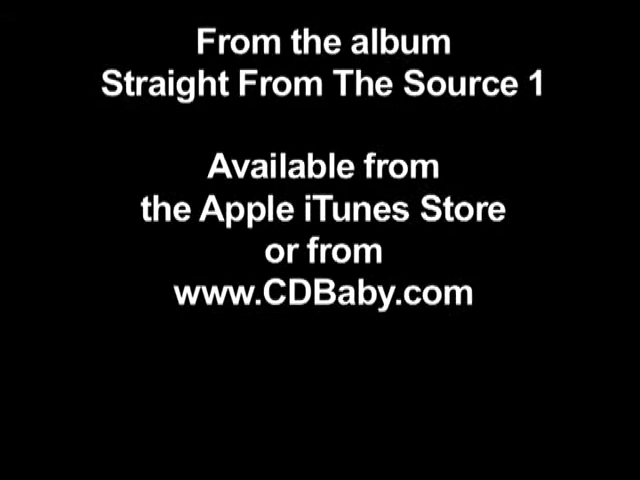 From the album
Straight From The Source 1
Available from
the Apple iTunes Store
or from
www.CDBaby.com